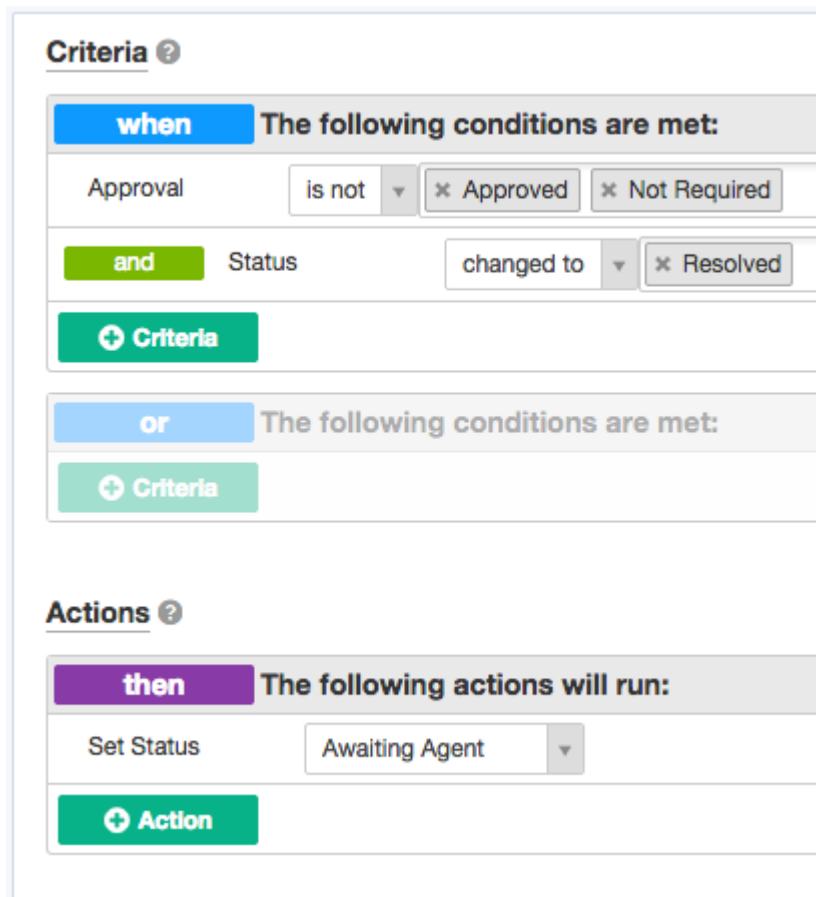 Criteria ?
when The following conditions are met:
Approval is not × Approved × Not Required
and Status changed to × Resolved
+ Criteria
or The following conditions are met:
+ Criteria
Actions ?
then The following actions will run:
Set Status Awaiting Agent
+ Action